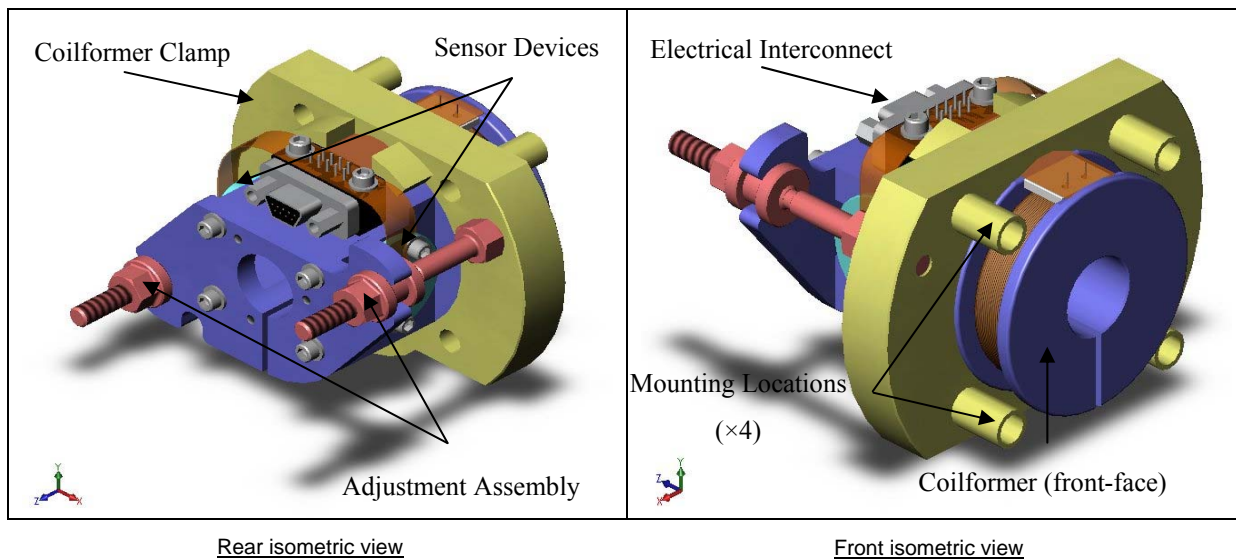 Coilformer Clamp
Sensor Devices
Adjustment Assembly
Y
Z
X
Electrical Interconnect
Mounting Locations
(×4)
Coilformer (front-face)
Y
Z
X
Rear isometric view
Front isometric view